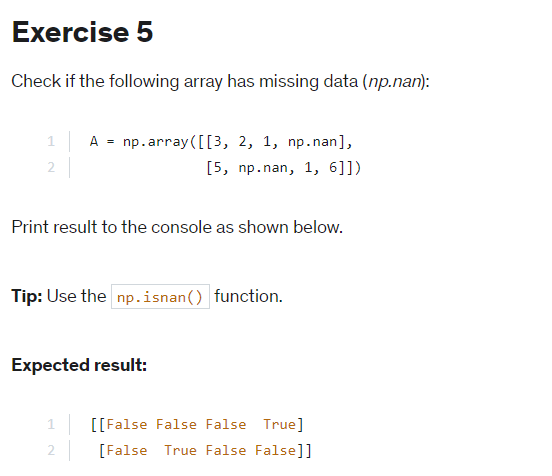 Exercise 5
Check if the following array has missing data (np.nan):
1 A = np.array([[3, 2, 1, np.nan],
2 [5, np.nan, 1, 6]])
Print result to the console as shown below.
Tip: Use the np.isnan() function.
Expected result:
1 [[False False False  True]
2 [False  True False False]]